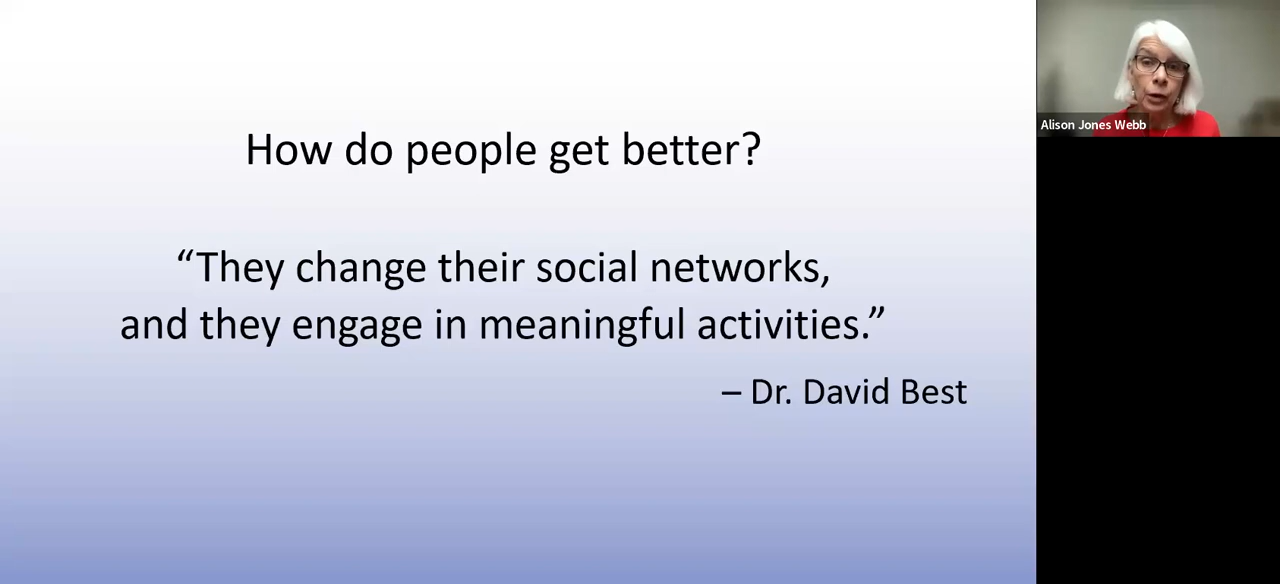 How do people get better?
“They change their social networks,
and they engage in meaningful activities.”
– Dr. David Best
Alison Jones Webb